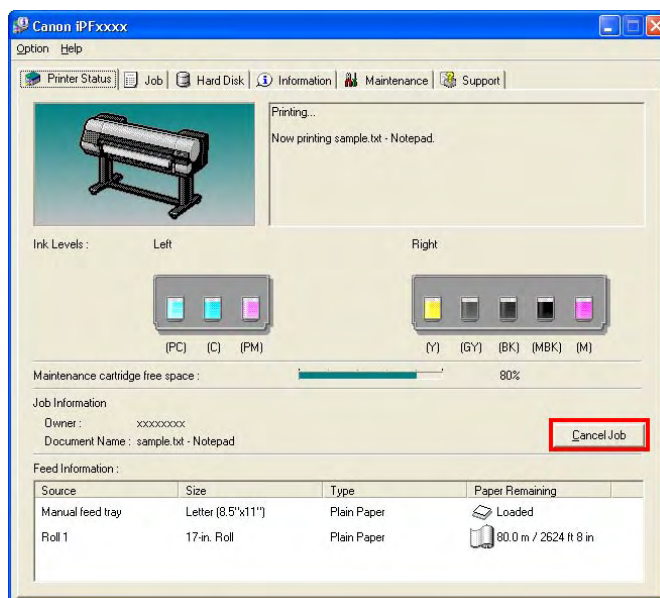 Canon iPFxxxx
Option Help
Printer Status Job Hard Disk Information Maintenance Support
Printing...
Now printing sample.txt - Notepad.
Ink Levels : Left Right
(PC) (C) (PM) (Y) (GY) (BK) (MBK) (M)
Maintenance cartridge free space : 80%
Job Information
Owner : xxxxxxxx
Document Name : sample.txt - Notepad
Cancel Job
Feed Information :
Source Size Type Paper Remaining
Manual feed tray Letter (8.5"x11") Plain Paper Loaded
Roll 1 17-in. Roll Plain Paper 80.0 m / 2624 ft 8 in